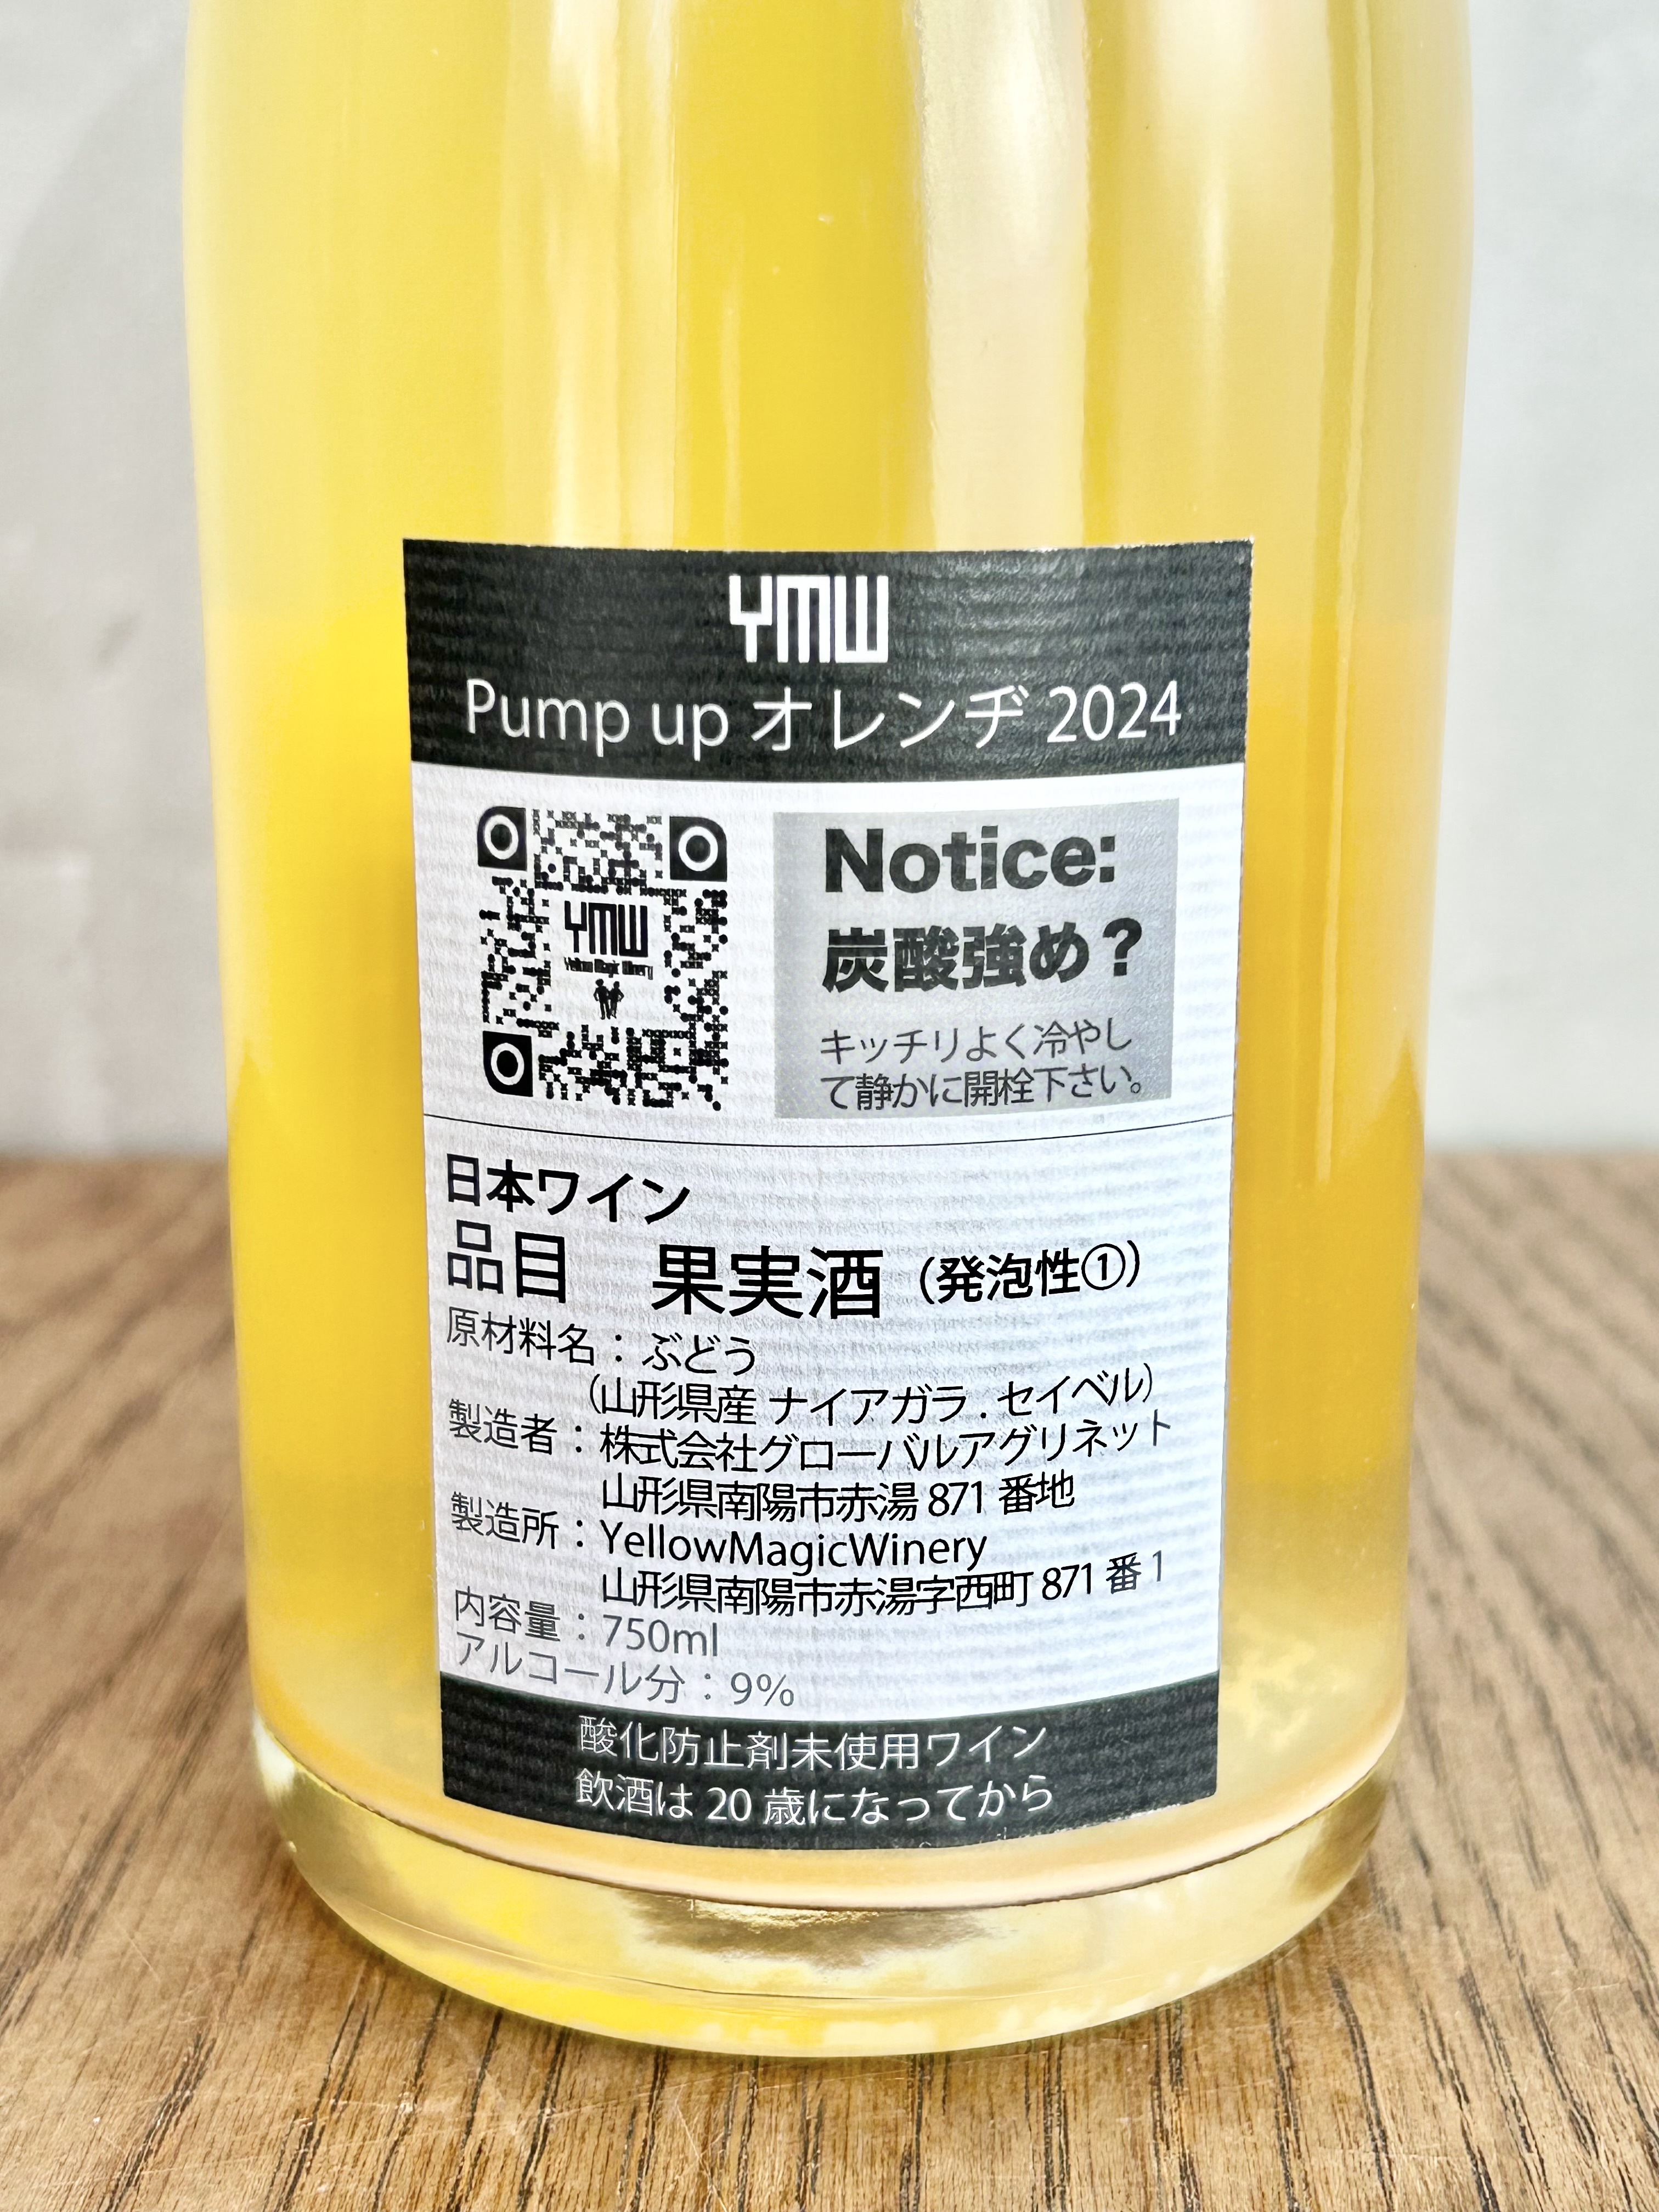 YMW
Pump up オレンヂ 2024
YMW
Yellow Magic Winery
Notice:
炭酸強め？
キッチリよく冷やし
て静かに開栓下さい。
日本ワイン
品目　果実酒（発泡性①）
原材料名：ぶどう
（山形県産 ナイアガラ . セイベル）
製造者：株式会社グローバルアグリネット
山形県南陽市赤湯 871 番地
製造所：YellowMagicWinery
山形県南陽市赤湯字西町 871 番 1
内容量：750ml
アルコール分：9%
酸化防止剤未使用ワイン
飲酒は 20 歳になってから